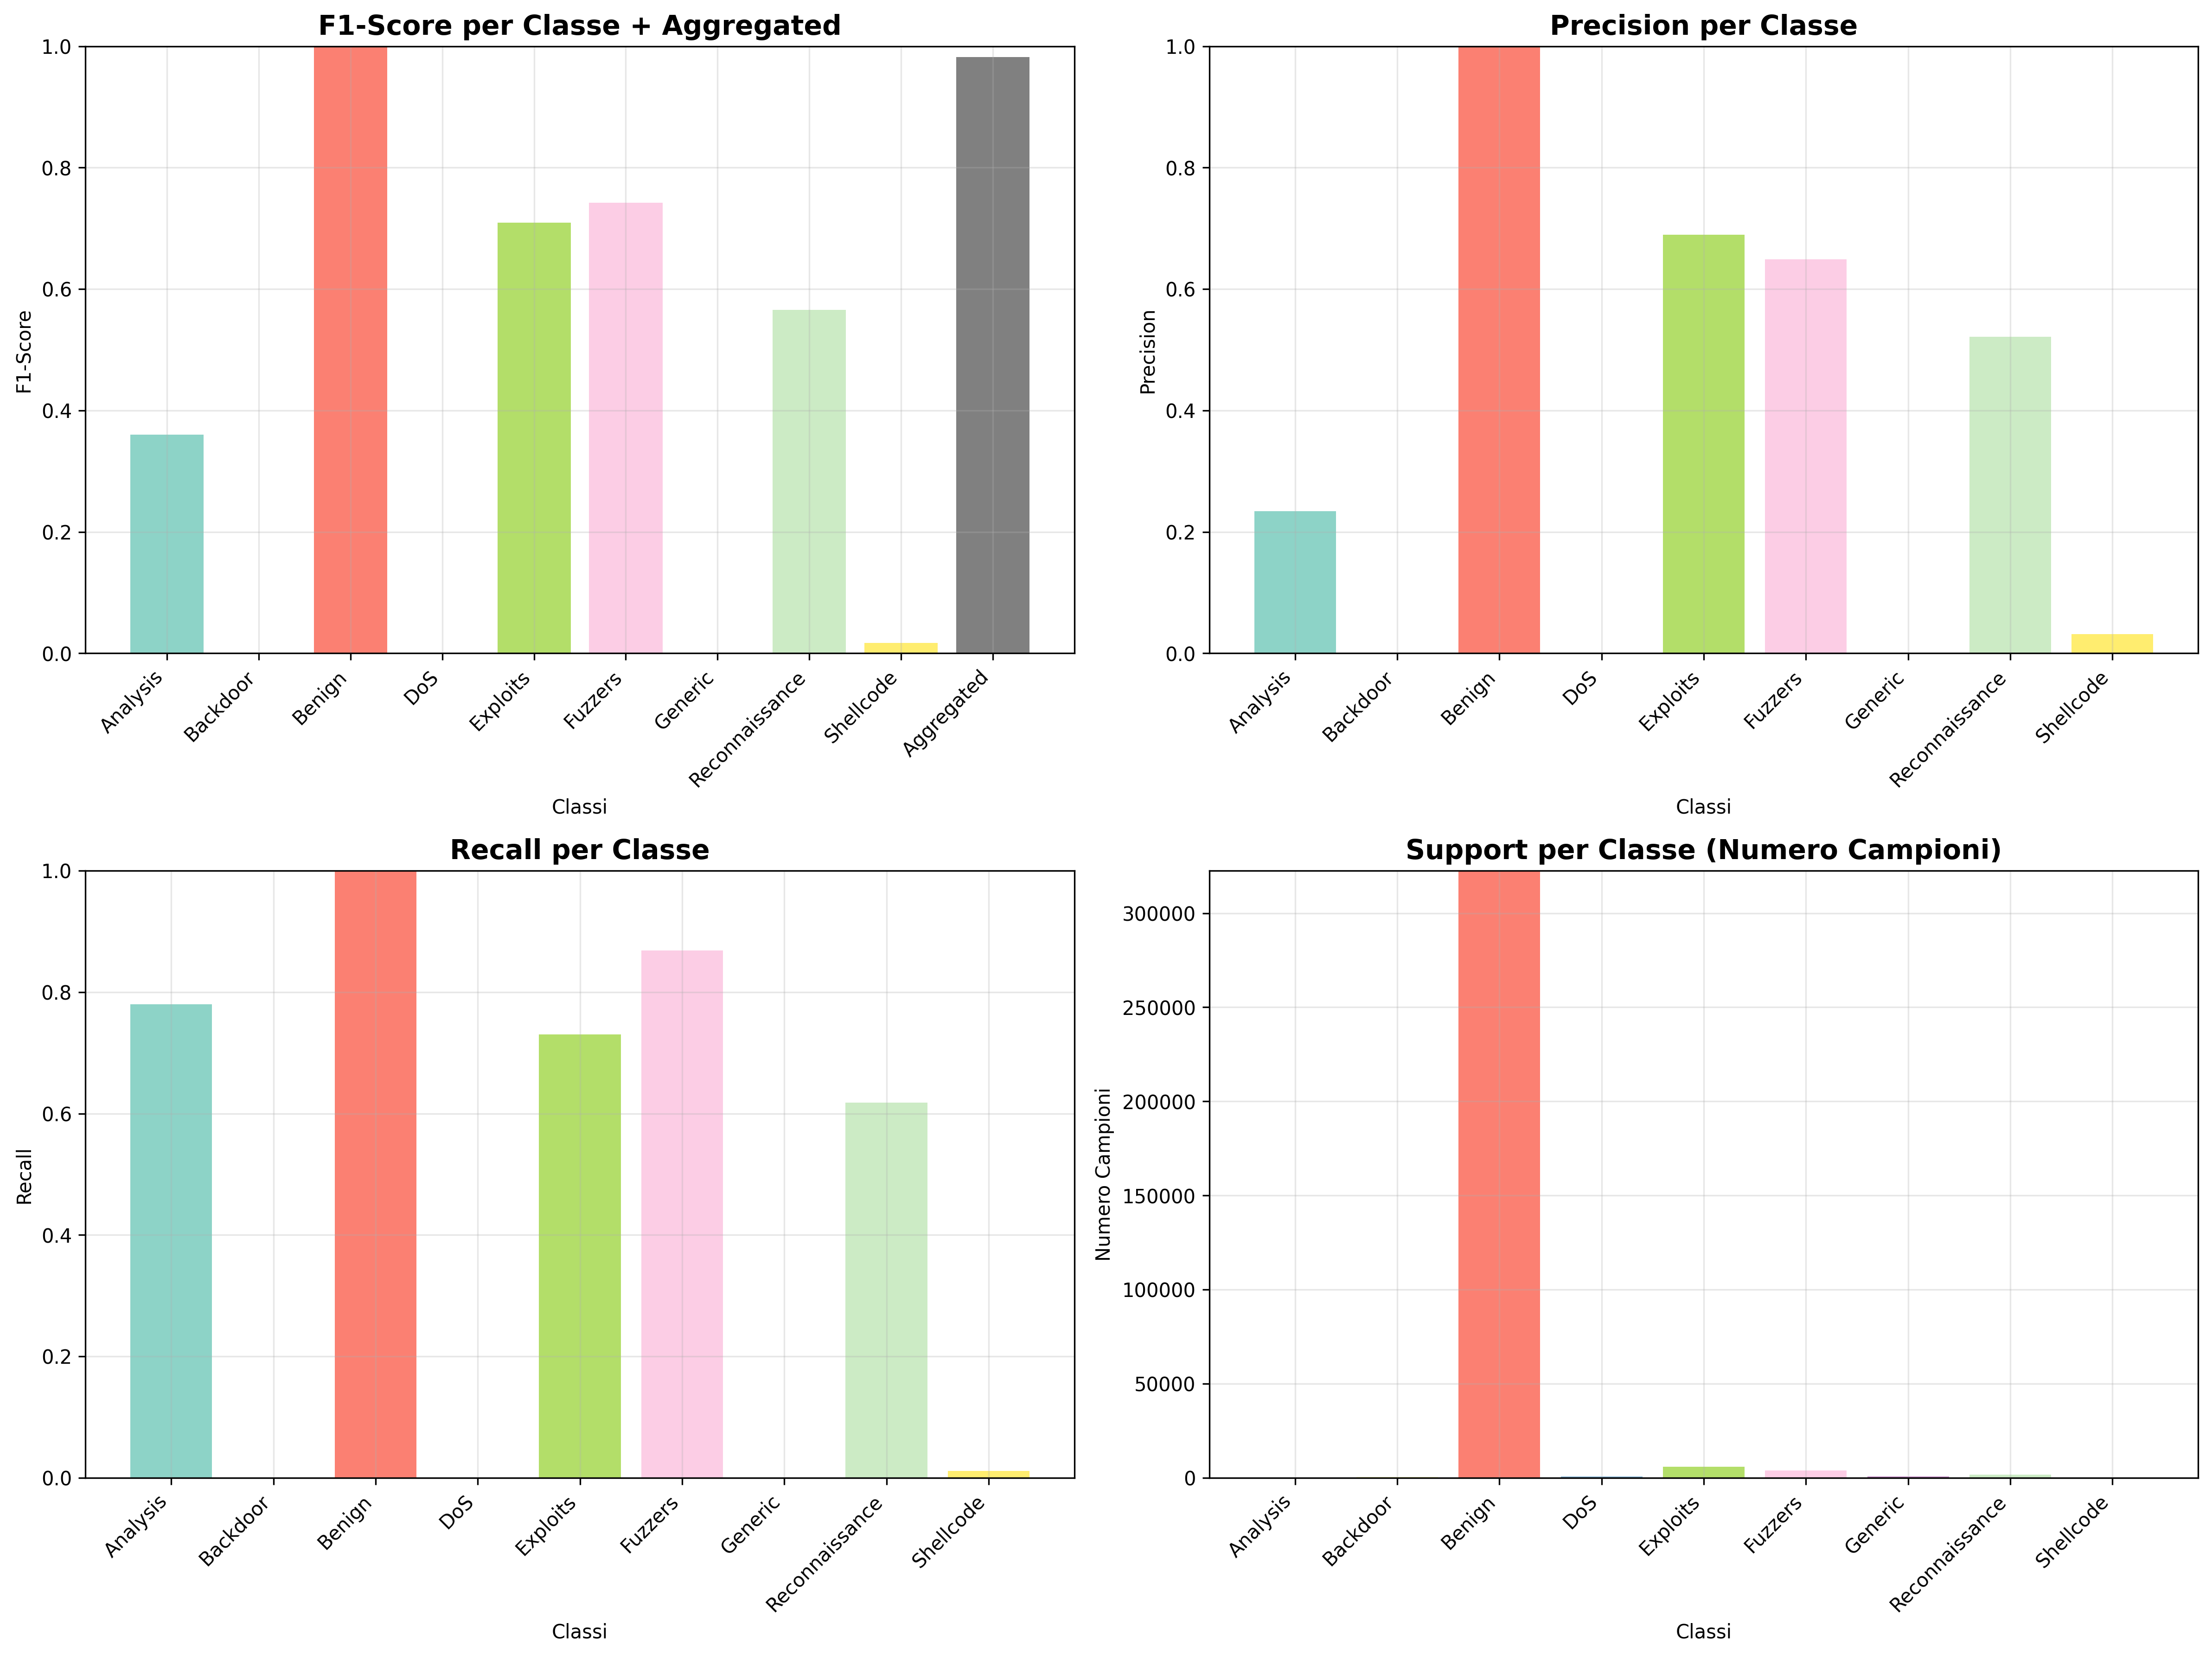 F1-Score per Classe + Aggregated
F1-Score
1.0
0.8
0.6
0.4
0.2
0.0
Analysis
Backdoor
Benign
DoS
Exploits
Fuzzers
Generic
Reconnaissance
Shellcode
Aggregated
Classi
Precision per Classe
Precision
1.0
0.8
0.6
0.4
0.2
0.0
Analysis
Backdoor
Benign
DoS
Exploits
Fuzzers
Generic
Reconnaissance
Shellcode
Classi
Recall per Classe
Recall
1.0
0.8
0.6
0.4
0.2
0.0
Analysis
Backdoor
Benign
DoS
Exploits
Fuzzers
Generic
Reconnaissance
Shellcode
Classi
Support per Classe (Numero Campioni)
Numero Campioni
300000
250000
200000
150000
100000
50000
0
Analysis
Backdoor
Benign
DoS
Exploits
Fuzzers
Generic
Reconnaissance
Shellcode
Classi